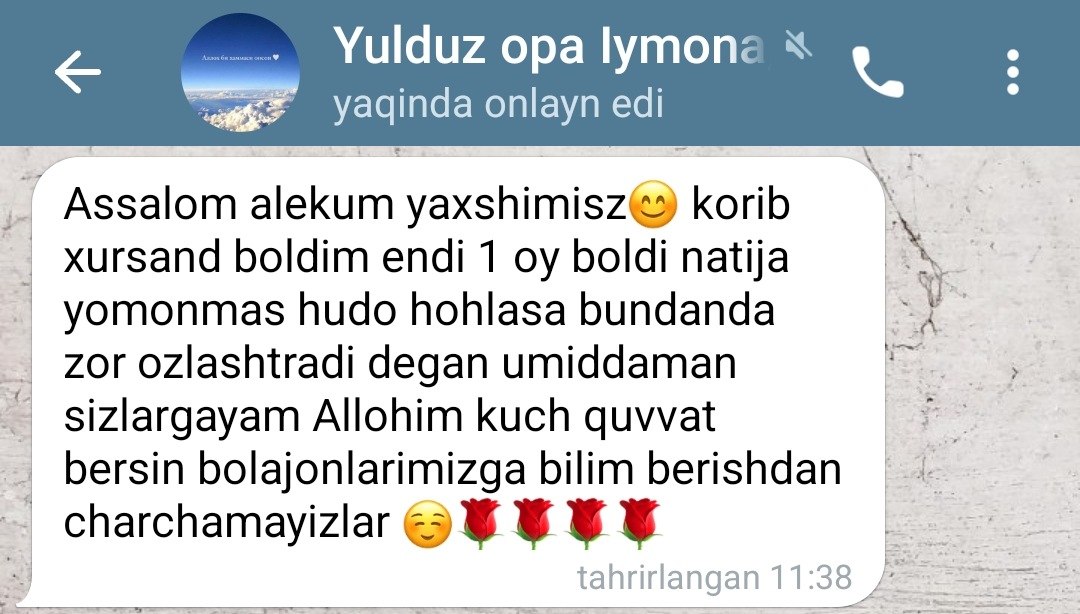 Yulduz opa Iymona
yaqinda onlayn edi
Assalom alekum yaxshimisz😊 korib
xursand boldim endi 1 oy boldi natija
yomonmas hudo hohlasa bundanda
zor ozlashtradi degan umiddaman
sizlargayam Allohim kuch quvvat
bersin bolajonlarimizga bilim berishdan
charchamayizlar ☺️🌹🌹🌹🌹
tahrirlangan 11:38